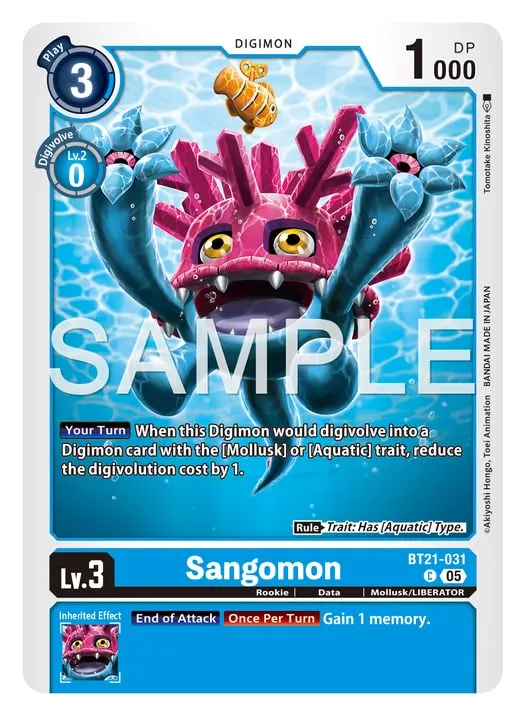 DIGIMON
Play
3
1000
DP
Digivolve
Lv.2
0
Tomotake Kinoshita
SAMPLE
Your Turn When this Digimon would digivolve into a
Digimon card with the [Mollusk] or [Aquatic] trait, reduce
the digivolution cost by 1.
Rule Trait: Has [Aquatic] Type.
©Akiyoshi Hongo, Toei Animation BANDAI MADE IN JAPAN
Lv.3
Sangomon
BT21-031
C 05
Rookie | Data | Mollusk/LIBERATOR
Inherited Effect
End of Attack Once Per Turn Gain 1 memory.